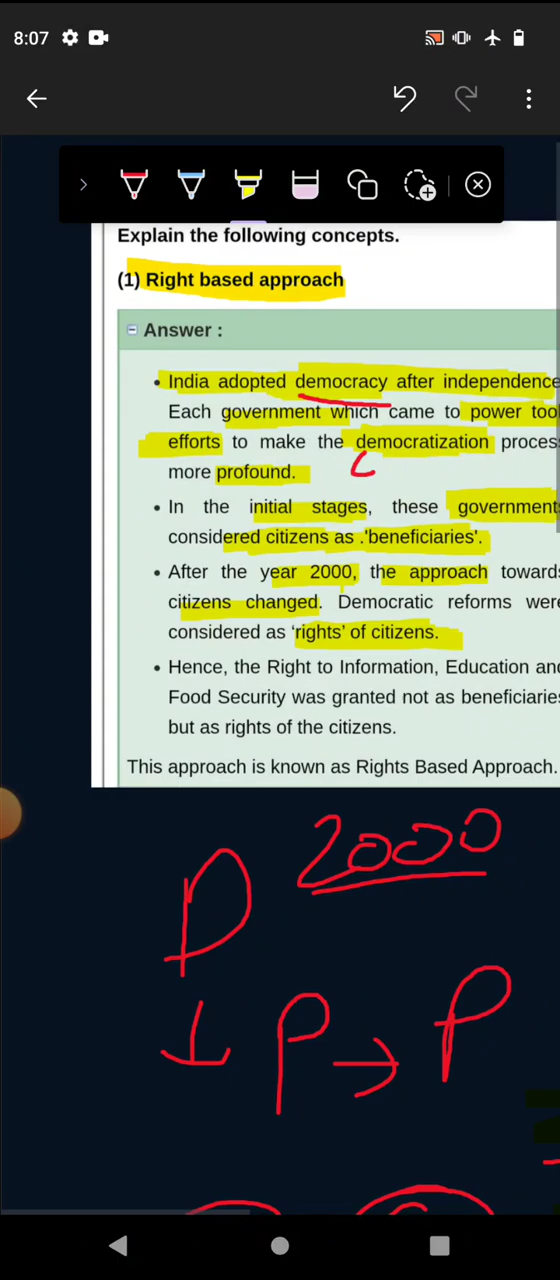 8:07
Explain the following concepts.
(1) Right based approach
Answer :
• India adopted democracy after independence
Each government which came to power too
efforts to make the democratization proces
more profound.
• In the initial stages, these government
considered citizens as .'beneficiaries'.
• After the year 2000, the approach toward
citizens changed. Democratic reforms wer
considered as ‘rights’ of citizens.
• Hence, the Right to Information, Education an
Food Security was granted not as beneficiarie
but as rights of the citizens.
This approach is known as Rights Based Approach.
2000
D
↓ P → P